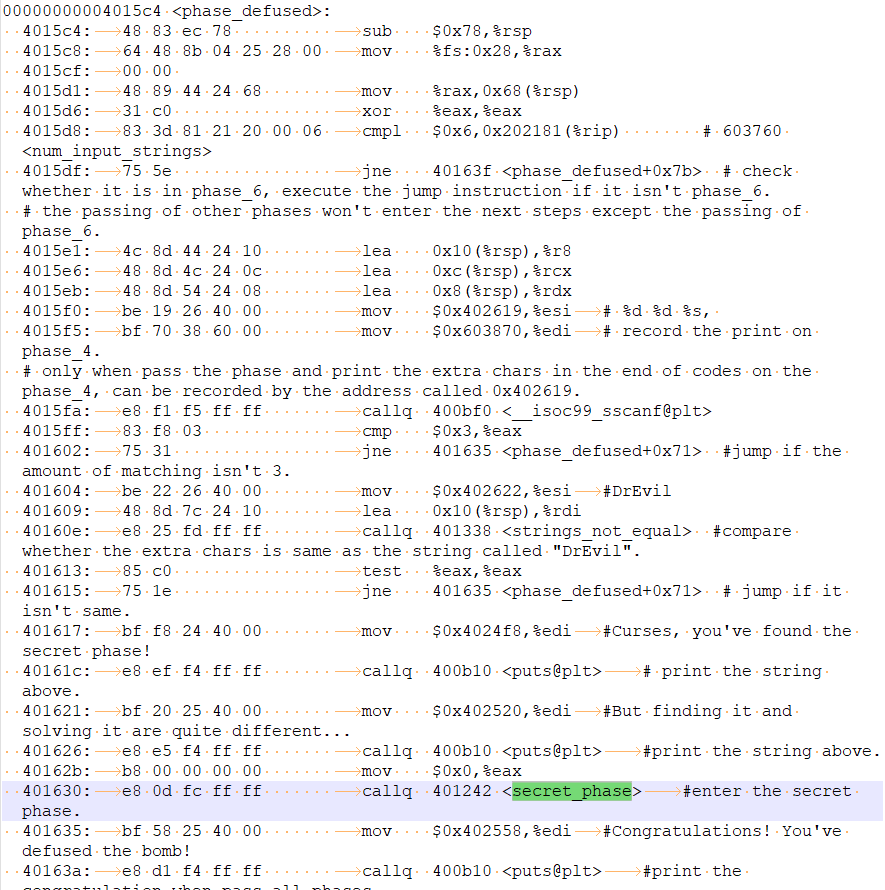 00000000004015c4 <phase_defused>:
4015c4: 48 83 ec 78 sub $0x78,%rsp
4015c8: 64 48 8b 04 25 28 00 mov %fs:0x28,%rax
4015cf: 00 00
4015d1: 48 89 44 24 68 mov %rax,0x68(%rsp)
4015d6: 31 c0 xor %eax,%eax
4015d8: 83 3d 81 21 20 00 06 cmpl $0x6,0x202181(%rip) # 603760
<num_input_strings>
4015df: 75 5e jne 40163f <phase_defused+0x7b> # check
whether it is in phase_6, execute the jump instruction if it isn't phase_6.
# the passing of other phases won't enter the next steps except the passing of
phase_6.
4015e1: 4c 8d 44 24 10 lea 0x10(%rsp),%r8
4015e6: 48 8d 4c 24 0c lea 0xc(%rsp),%rcx
4015eb: 48 8d 54 24 08 lea 0x8(%rsp),%rdx
4015f0: be 19 26 40 00 mov $0x402619,%esi # %d %d %s,
4015f5: bf 70 38 60 00 mov $0x603870,%edi # record the print on
phase_4.
# only when pass the phase and print the extra chars in the end of codes on the
phase_4, can be recorded by the address called 0x402619.
4015fa: e8 f1 f5 ff ff callq 400bf0 <__isoc99_sscanf@plt>
4015ff: 83 f8 03 cmp $0x3,%eax
401602: 75 31 jne 401635 <phase_defused+0x71> #jump if the
amount of matching isn't 3.
401604: be 22 26 40 00 mov $0x402622,%esi #DrEvil
401609: 48 8d 7c 24 10 lea 0x10(%rsp),%rdi
40160e: e8 25 fd ff ff callq 401338 <strings_not_equal> #compare
whether the extra chars is same as the string called "DrEvil".
401613: 85 c0 test %eax,%eax
401615: 75 1e jne 401635 <phase_defused+0x71> # jump if it
isn't same.
401617: bf f8 24 40 00 mov $0x4024f8,%edi #Curses, you've found the
secret phase!
40161c: e8 ef f4 ff ff callq 400b10 <puts@plt> # print the string
above.
401621: bf 20 25 40 00 mov $0x402520,%edi #But finding it and
solving it are quite different...
401626: e8 e5 f4 ff ff callq 400b10 <puts@plt> #print the string above.
40162b: b8 00 00 00 00 mov $0x0,%eax
401630: e8 0d fc ff ff callq 401242 <secret_phase> #enter the secret
phase.
401635: bf 58 25 40 00 mov $0x402558,%edi #Congratulations! You've
defused the bomb!
40163a: e8 d1 f4 ff ff callq 400b10 <puts@plt> #print the
congratulation when pass all phases